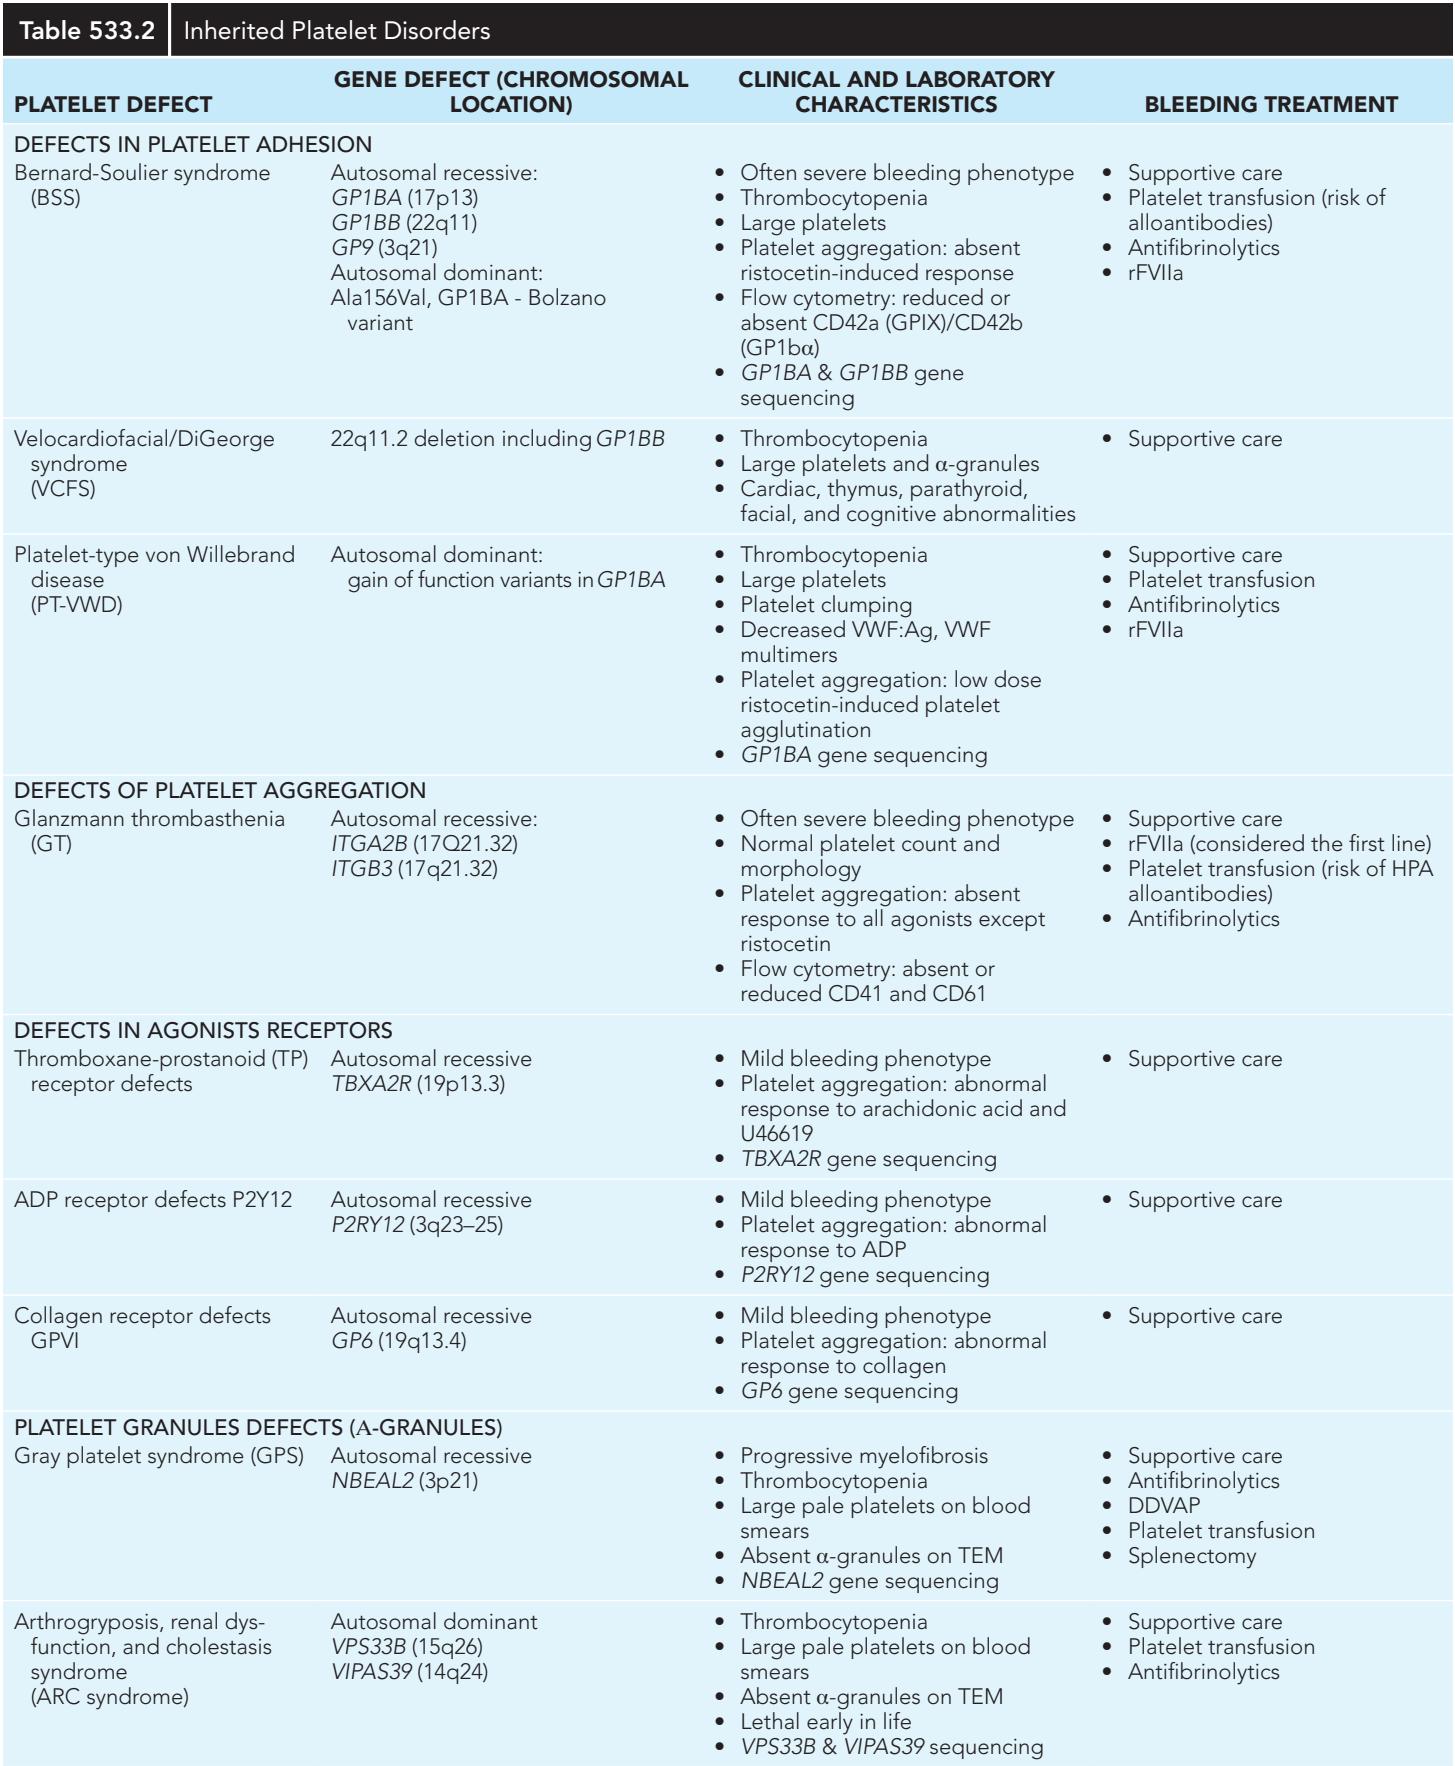 Table 533.2 Inherited Platelet Disorders
PLATELET DEFECT
GENE DEFECT (CHROMOSOMAL
LOCATION)
CLINICAL AND LABORATORY
CHARACTERISTICS
BLEEDING TREATMENT
DEFECTS IN PLATELET ADHESION
Bernard-Soulier syndrome
(BSS)
Autosomal recessive:
GP1BA (17p13)
GP1BB (22q11)
GP9 (3q21)
Autosomal dominant:
Ala156Val, GP1BA - Bolzano
variant
• Often severe bleeding phenotype
• Thrombocytopenia
• Large platelets
• Platelet aggregation: absent
ristocetin-induced response
• Flow cytometry: reduced or
absent CD42a (GPIX)/CD42b
(GP1bα)
• GP1BA & GP1BB gene
sequencing
• Supportive care
• Platelet transfusion (risk of
alloantibodies)
• Antifibrinolytics
• rFVIIa
Velocardiofacial/DiGeorge
syndrome
(VCFS)
22q11.2 deletion including GP1BB
• Thrombocytopenia
• Large platelets and α-granules
• Cardiac, thymus, parathyroid,
facial, and cognitive abnormalities
• Supportive care
Platelet-type von Willebrand
disease
(PT-VWD)
Autosomal dominant:
gain of function variants in GP1BA
• Thrombocytopenia
• Large platelets
• Platelet clumping
• Decreased VWF:Ag, VWF
multimers
• Platelet aggregation: low dose
ristocetin-induced platelet
agglutination
• GP1BA gene sequencing
• Supportive care
• Platelet transfusion
• Antifibrinolytics
• rFVIIa
DEFECTS OF PLATELET AGGREGATION
Glanzmann thrombasthenia
(GT)
Autosomal recessive:
ITGA2B (17Q21.32)
ITGB3 (17q21.32)
• Often severe bleeding phenotype
• Normal platelet count and
morphology
• Platelet aggregation: absent
response to all agonists except
ristocetin
• Flow cytometry: absent or
reduced CD41 and CD61
• Supportive care
• rFVIIa (considered the first line)
• Platelet transfusion (risk of HPA
alloantibodies)
• Antifibrinolytics
DEFECTS IN AGONISTS RECEPTORS
Thromboxane-prostanoid (TP)
receptor defects
Autosomal recessive
TBXA2R (19p13.3)
• Mild bleeding phenotype
• Platelet aggregation: abnormal
response to arachidonic acid and
U46619
• TBXA2R gene sequencing
• Supportive care
ADP receptor defects P2Y12
Autosomal recessive
P2RY12 (3q23–25)
• Mild bleeding phenotype
• Platelet aggregation: abnormal
response to ADP
• P2RY12 gene sequencing
• Supportive care
Collagen receptor defects
GPVI
Autosomal recessive
GP6 (19q13.4)
• Mild bleeding phenotype
• Platelet aggregation: abnormal
response to collagen
• GP6 gene sequencing
• Supportive care
PLATELET GRANULES DEFECTS (Α-GRANULES)
Gray platelet syndrome (GPS)
Autosomal recessive
NBEAL2 (3p21)
• Progressive myelofibrosis
• Thrombocytopenia
• Large pale platelets on blood
smears
• Absent α-granules on TEM
• NBEAL2 gene sequencing
• Supportive care
• Antifibrinolytics
• DDVAP
• Platelet transfusion
• Splenectomy
Arthrogryposis, renal dys-
function, and cholestasis
syndrome
(ARC syndrome)
Autosomal dominant
VPS33B (15q26)
VIPAS39 (14q24)
• Thrombocytopenia
• Large pale platelets on blood
smears
• Absent α-granules on TEM
• Lethal early in life
• VPS33B & VIPAS39 sequencing
• Supportive care
• Platelet transfusion
• Antifibrinolytics